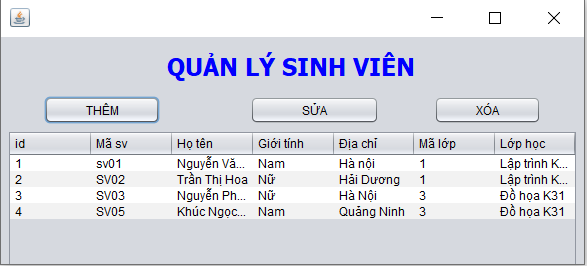 QUẢN LÝ SINH VIÊN
THÊM SỬA XÓA
id Mã sv Họ tên Giới tính Địa chỉ Mã lớp Lớp học
1 sv01 Nguyễn Vă... Nam Hà nội 1 Lập trình K...
2 SV02 Trần Thị Hoa Nữ Hải Dương 1 Lập trình K...
3 SV03 Nguyễn Ph... Nữ Hà Nội 3 Đồ họa K31
4 SV05 Khúc Ngọc... Nam Quảng Ninh 3 Đồ họa K31